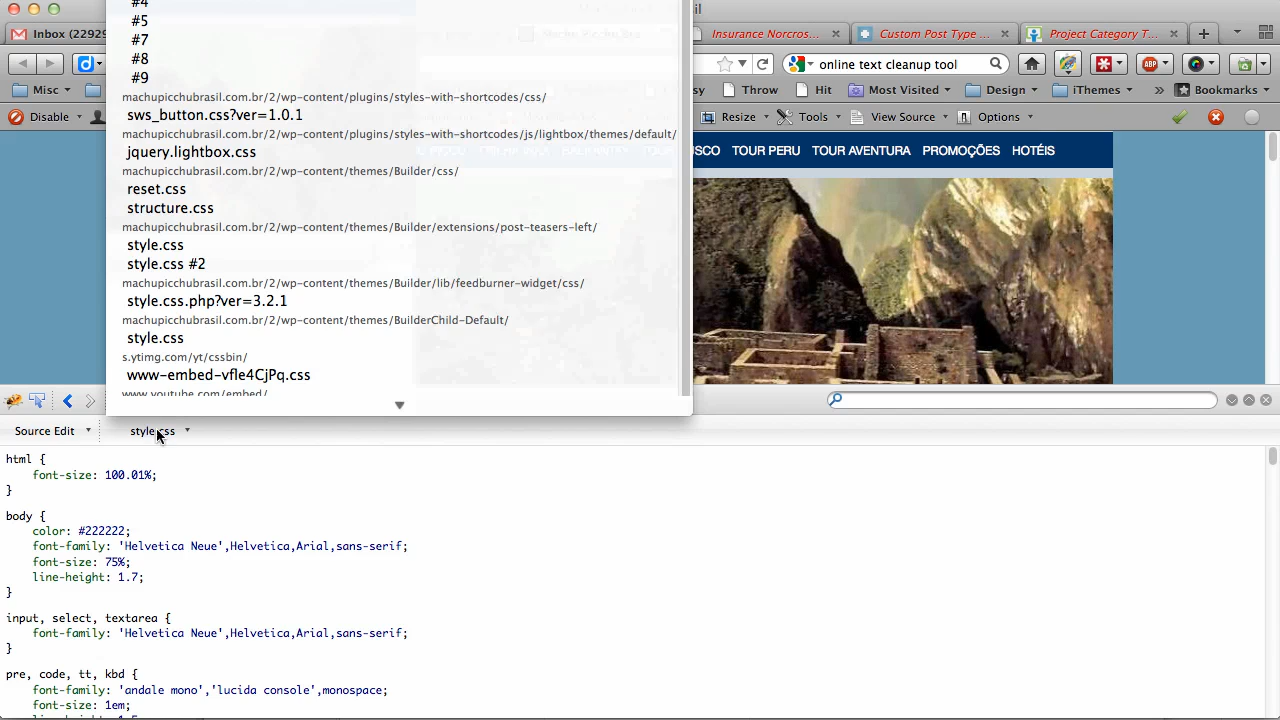 #4
#5
#7
#8
#9
machupicchubrasil.com.br/2/wp-content/plugins/styles-with-shortcodes/css/
sws_button.css?ver=1.0.1
machupicchubrasil.com.br/2/wp-content/plugins/styles-with-shortcodes/js/lightbox/themes/default/
jquery.lightbox.css
machupicchubrasil.com.br/2/wp-content/themes/Builder/css/
reset.css
structure.css
machupicchubrasil.com.br/2/wp-content/themes/Builder/extensions/post-teasers-left/
style.css
style.css #2
machupicchubrasil.com.br/2/wp-content/themes/Builder/lib/feedburner-widget/css/
style.css.php?ver=3.2.1
machupicchubrasil.com.br/2/wp-content/themes/BuilderChild-Default/
style.css
s.ytimg.com/yt/cssbin/
www-embed-vfle4CjPq.css
www.youtube.com/embed/
Inbox (2292
Insurance Norcros...
Custom Post Type ...
Project Category T...
online text cleanup tool
Misc
Throw
Hit
Most Visited
Design
iThemes
Bookmarks
Disable
Resize
Tools
View Source
Options
SCO TOUR PERU TOUR AVENTURA PROMOÇÕES HOTÉIS
Source Edit
style.css
html {
font-size: 100.01%;
}
body {
color: #222222;
font-family: 'Helvetica Neue',Helvetica,Arial,sans-serif;
font-size: 75%;
line-height: 1.7;
}
input, select, textarea {
font-family: 'Helvetica Neue',Helvetica,Arial,sans-serif;
}
pre, code, tt, kbd {
font-family: 'andale mono','lucida console',monospace;
font-size: 1em;